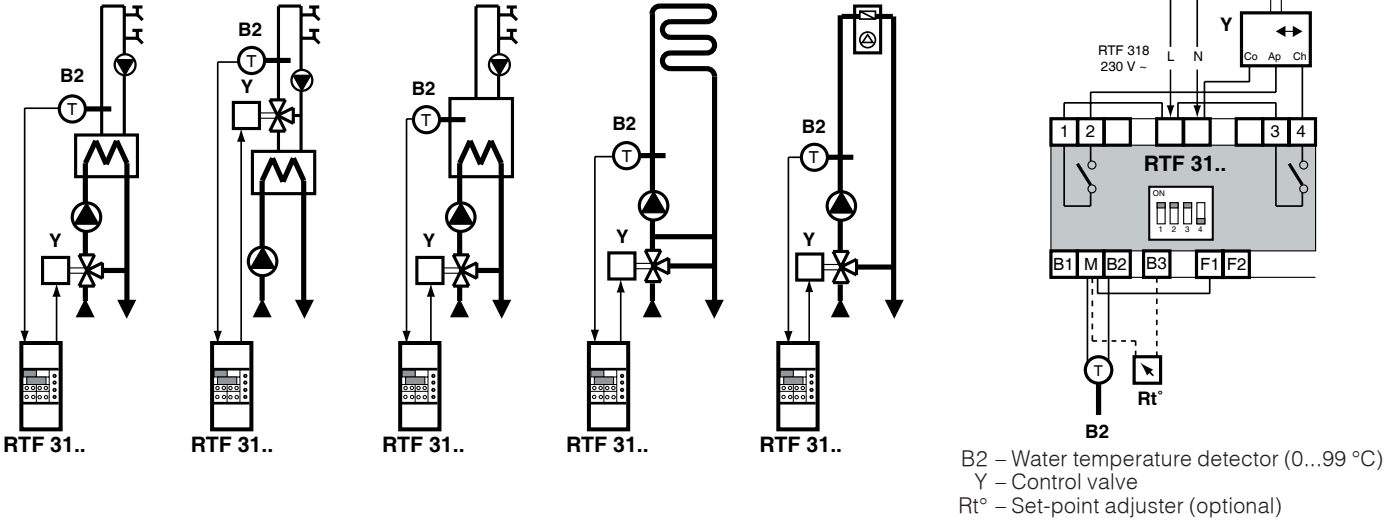 B2
T
Y
RTF 31..
B2
T
Y
RTF 31..
B2
T
Y
RTF 31..
B2
T
Y
RTF 31..
B2
T
Y
RTF 31..
Y
Co Ap Ch
RTF 318
230 V ~
L N
1 2 3 4
RTF 31..
ON
1 2 3 4
B1 M B2 B3 F1 F2
T
Rt°
B2
B2 – Water temperature detector (0...99 °C)
Y – Control valve
Rt° – Set-point adjuster (optional)